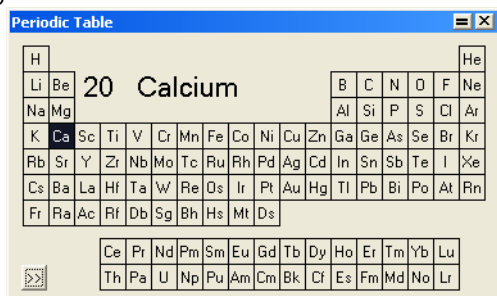 Periodic Table
H He
Li Be 20 Calcium B C N O F Ne
Na Mg Al Si P S Cl Ar
K Ca Sc Ti V Cr Mn Fe Co Ni Cu Zn Ga Ge As Se Br Kr
Rb Sr Y Zr Nb Mo Tc Ru Rh Pd Ag Cd In Sn Sb Te I Xe
Cs Ba La Hf Ta W Re Os Ir Pt Au Hg Tl Pb Bi Po At Rn
Fr Ra Ac Rf Db Sg Bh Hs Mt Ds
Ce Pr Nd Pm Sm Eu Gd Tb Dy Ho Er Tm Yb Lu
>> Th Pa U Np Pu Am Cm Bk Cf Es Fm Md No Lr